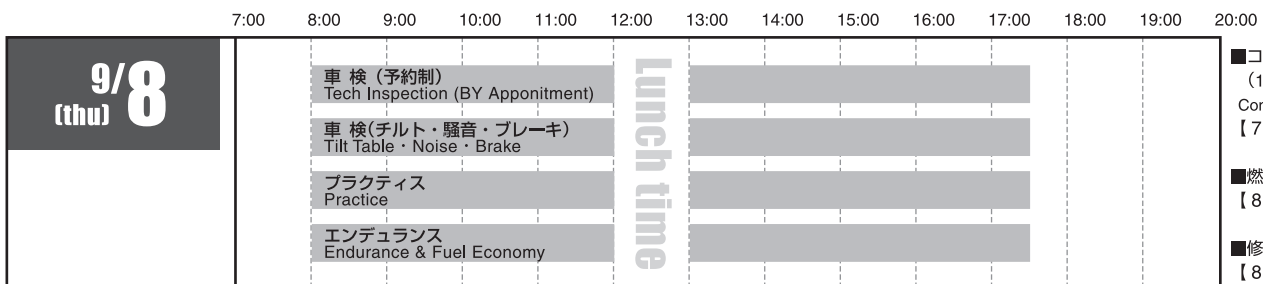 7:00 8:00 9:00 10:00 11:00 12:00 13:00 14:00 15:00 16:00 17:00 18:00 19:00 20:00
9/8
(thu)
車 検（予約制）
Tech Inspection (BY Apponitment)
車 検(チルト・騒音・ブレーキ)
Tilt Table・Noise・Brake
プラクティス
Practice
エンデュランス
Endurance & Fuel Economy
Lunch time
■コ
（1
Cor
【7
■燃
【8
■修
【8